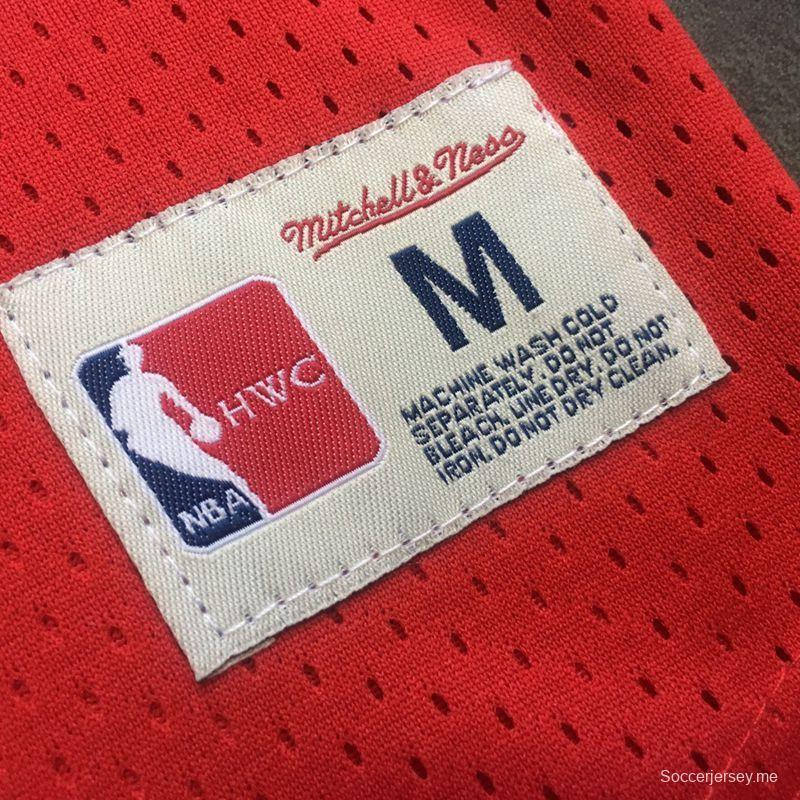 Mitchell & Ness
M
HWC
NBA
MACHINE WASH COLD
SEPARATELY. DO NOT
BLEACH. LINE DRY. DO NOT
IRON. DO NOT DRY CLEAN.
Soccerjersey.me